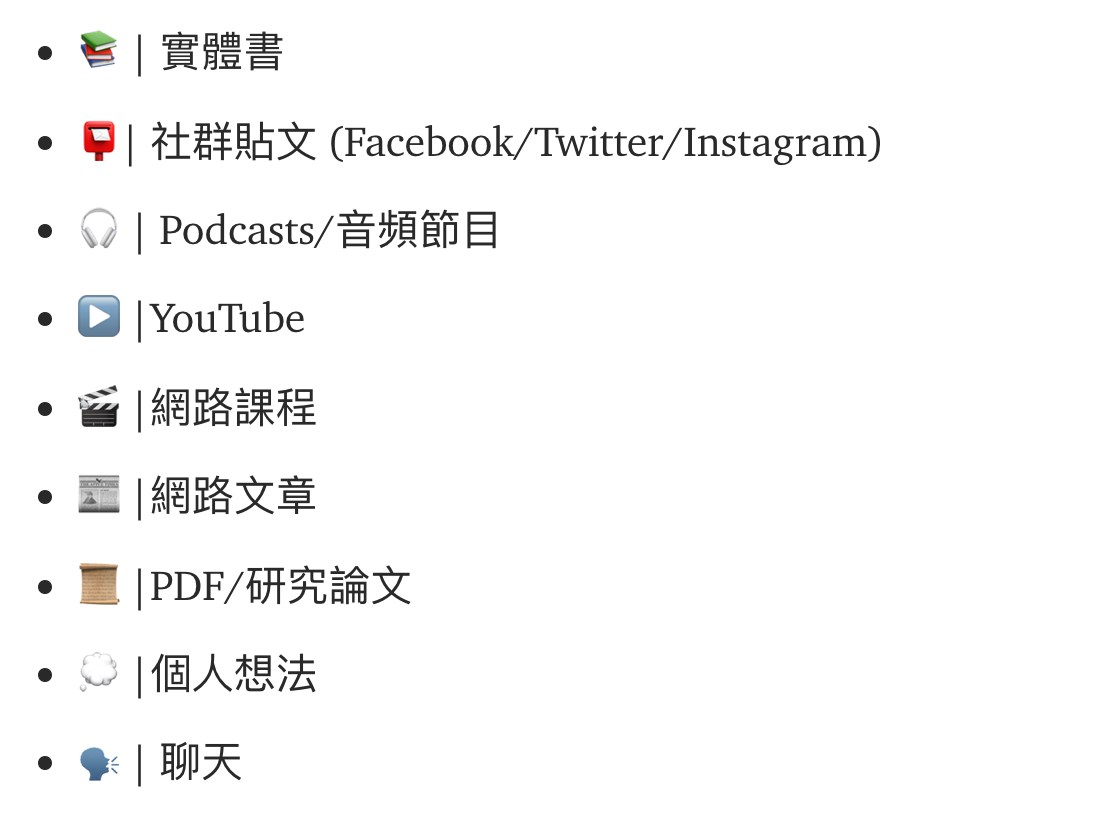 • 📚 | 實體書
• 📮| 社群貼文 (Facebook/Twitter/Instagram)
• 🎧 | Podcasts/音頻節目
• ▶️ |YouTube
• 🎬 |網路課程
• 📰 |網路文章
• 📜 |PDF/研究論文
• 💭 |個人想法
• 🗣 | 聊天